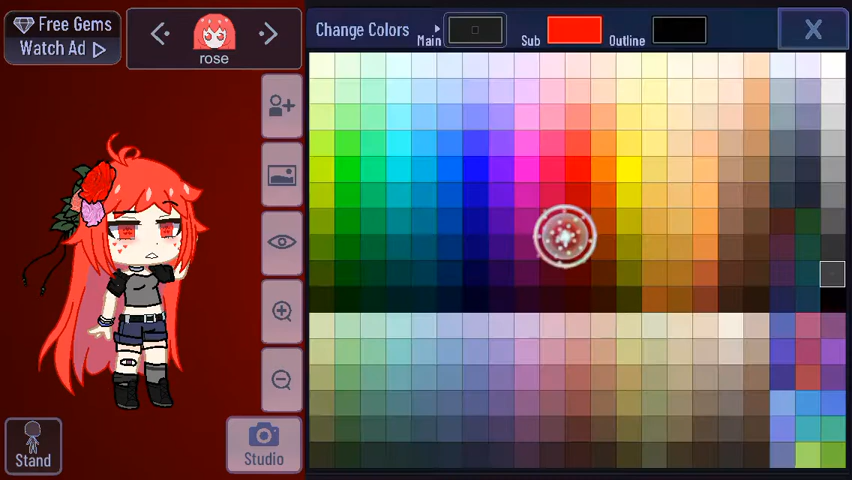 Free Gems
Watch Ad
rose
Change Colors
Main
Sub
Outline
X
Stand
Studio